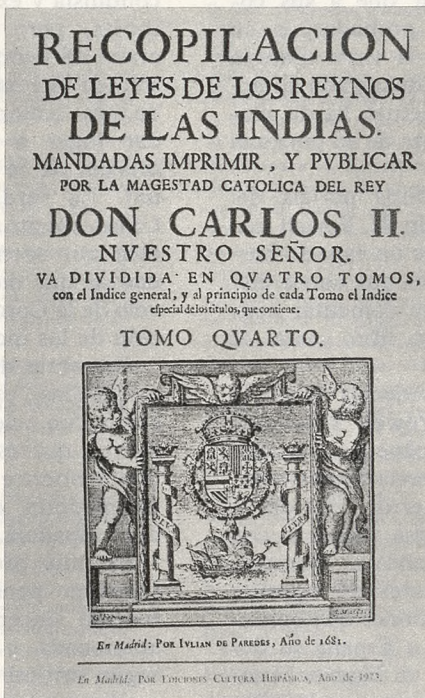 RECOPILACION
DE LEYES DE LOS REYNOS
DE LAS INDIAS.
MANDADAS IMPRIMIR, Y PVBLICAR
POR LA MAGESTAD CATOLICA DEL REY
DON CARLOS II.
NVESTRO SEÑOR.
VA DIVIDIDA EN QVATRO TOMOS,
con el Indice general, y al principio de cada Tomo el Indice
especial de los titulos, que contiene.
TOMO QVARTO.
En Madrid: POR IVLIAN DE PAREDES, Año de 1681.
En Madrid: POR EDICIONES CULTURA HISPÁNICA, Año de 1973.